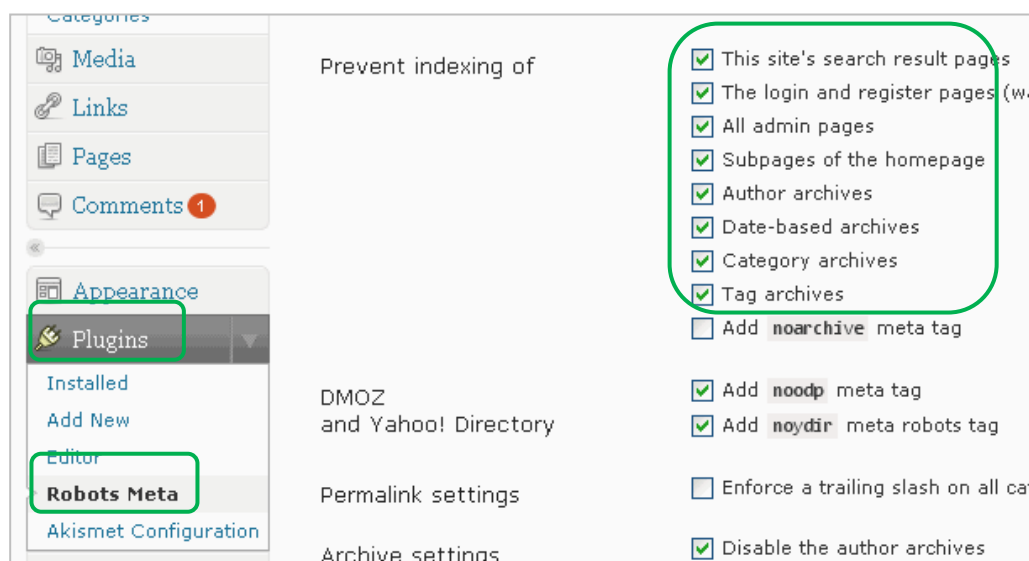 Categories
Media
Links
Pages
Comments 1
Appearance
Plugins
Installed
Add New
Editor
Robots Meta
Akismet Configuration
Prevent indexing of
This site's search result pages
The login and register pages (wa
All admin pages
Subpages of the homepage
Author archives
Date-based archives
Category archives
Tag archives
Add noarchive meta tag
DMOZ
and Yahoo! Directory
Add noodp meta tag
Add noydir meta robots tag
Permalink settings
Enforce a trailing slash on all cat
Archive settings
Disable the author archives